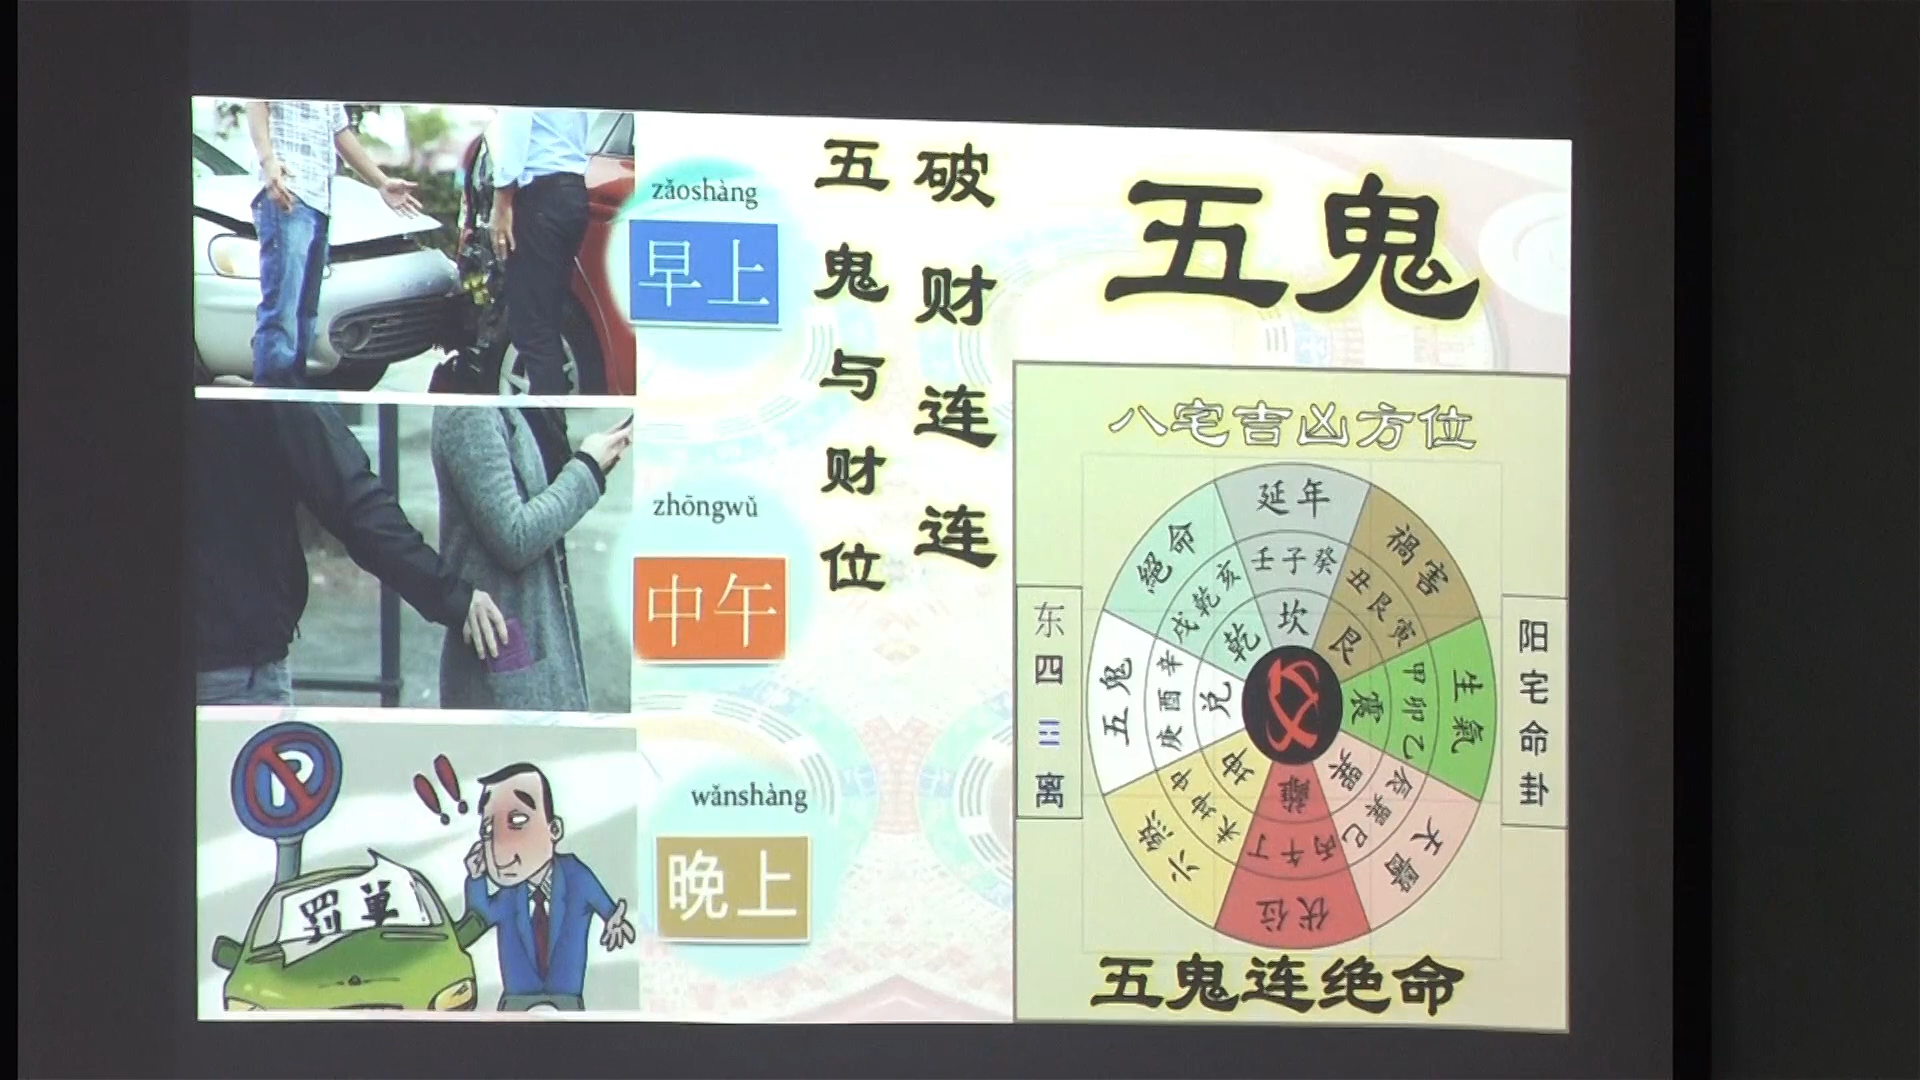 五鬼
破财连连
五鬼与财位
zǎoshàng
早上
zhōngwǔ
中午
wǎnshàng
晚上
罚单
八宅吉凶方位
延年
禍害
生氣
天醫
伏位
六煞
五鬼
絕命
壬子癸
丑艮寅
甲卯乙
辰巽巳
丙午丁
未坤申
庚酉辛
戌乾亥
坎
艮
震
巽
離
坤
兑
乾
东四
离
阳宅命卦
五鬼连绝命